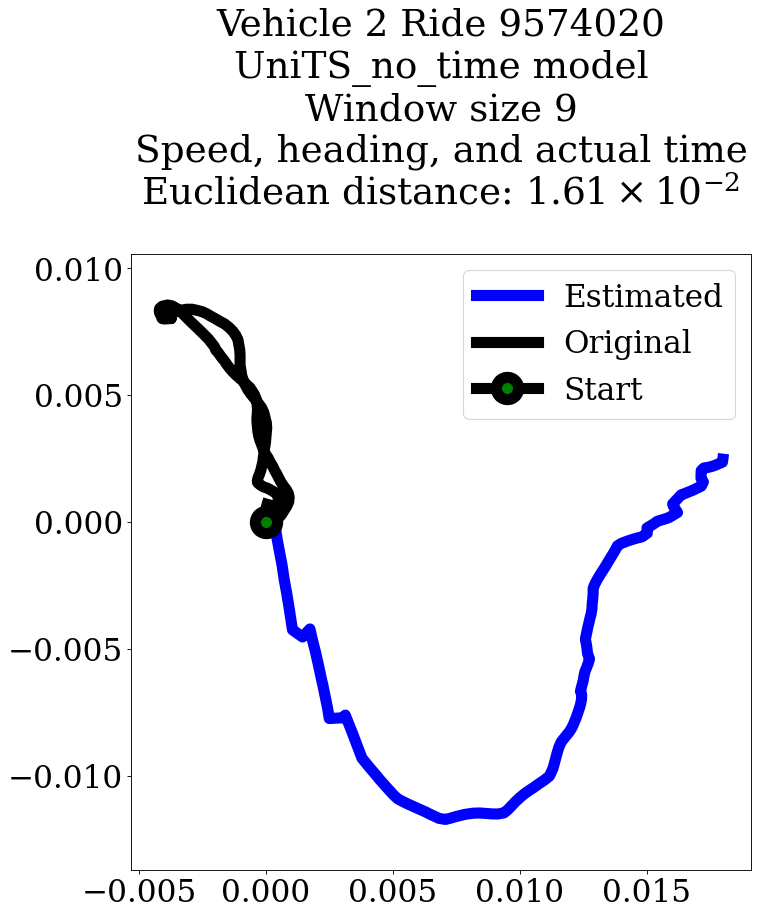 Vehicle 2 Ride 9574020
UniTS_no_time model
Window size 9
Speed, heading, and actual time
Euclidean distance: 1.61 × 10⁻²
Estimated
Original
Start
0.010
0.005
0.000
−0.005
−0.010
−0.005 0.000 0.005 0.010 0.015